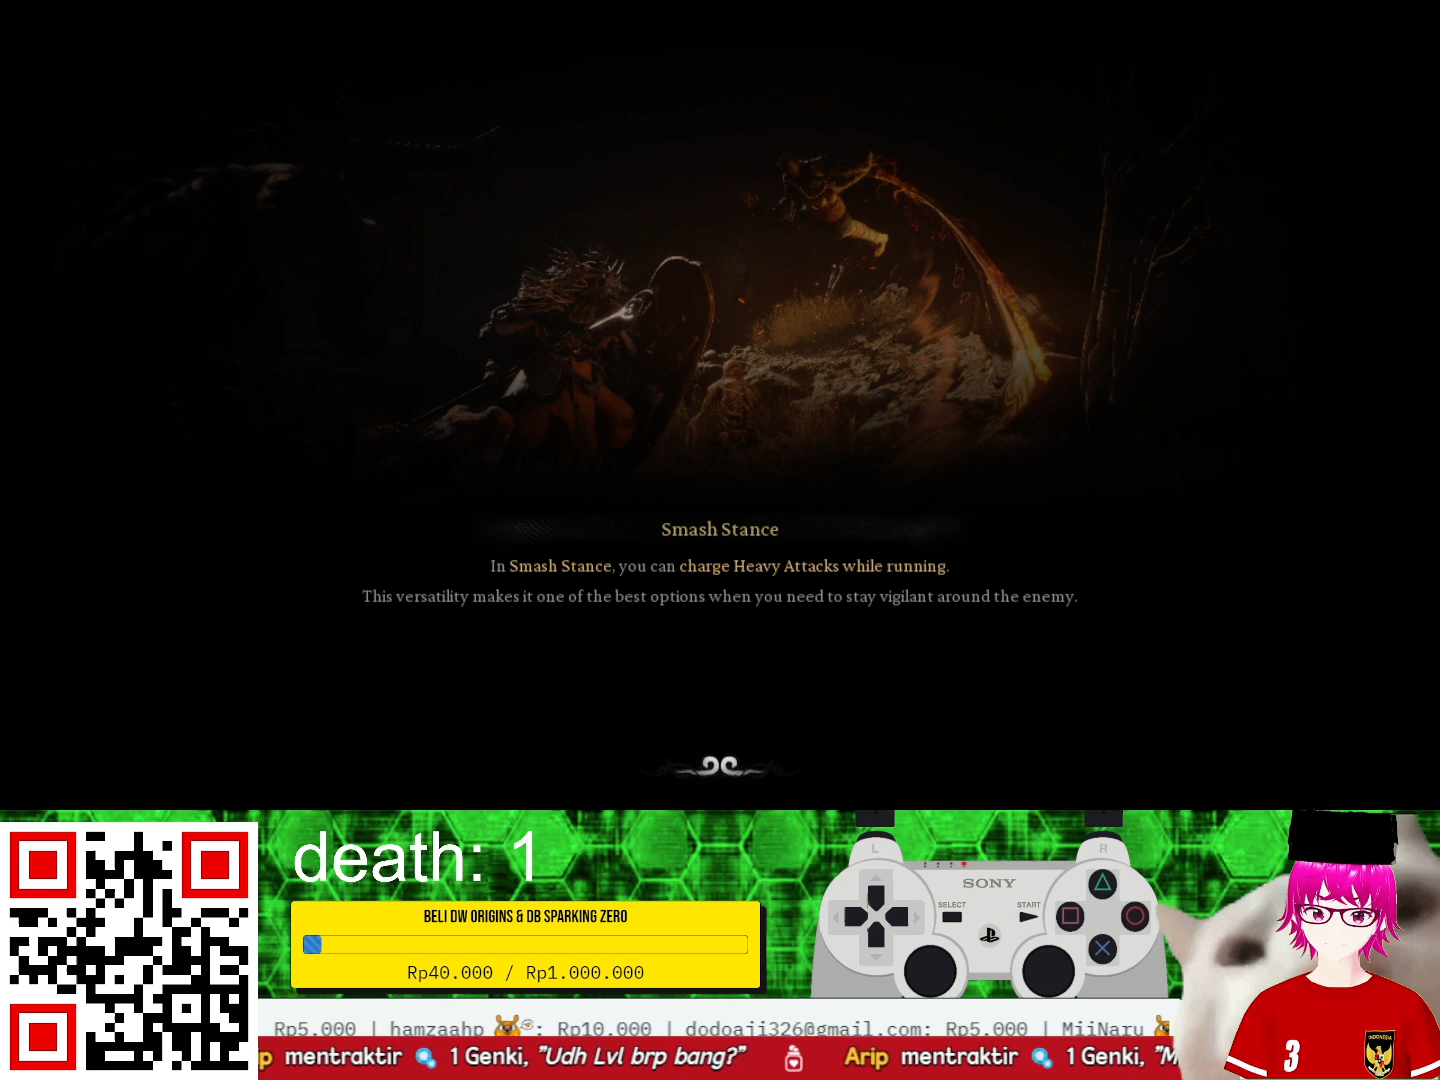 Smash Stance
In Smash Stance, you can charge Heavy Attacks while running.
This versatility makes it one of the best options when you need to stay vigilant around the enemy.
death: 1
BELI DW ORIGINS & DB SPARKING ZERO
Rp40.000 / Rp1.000.000
L
R
SONY
SELECT
START
Rp5.000 | hamzaahp : Rp10.000 | dodoaji326@gmail.com: Rp5.000 | MiiNaru
p mentraktir 1 Genki, "Udh Lvl brp bang?" Arip mentraktir 1 Genki, "M
3
INDONESIA